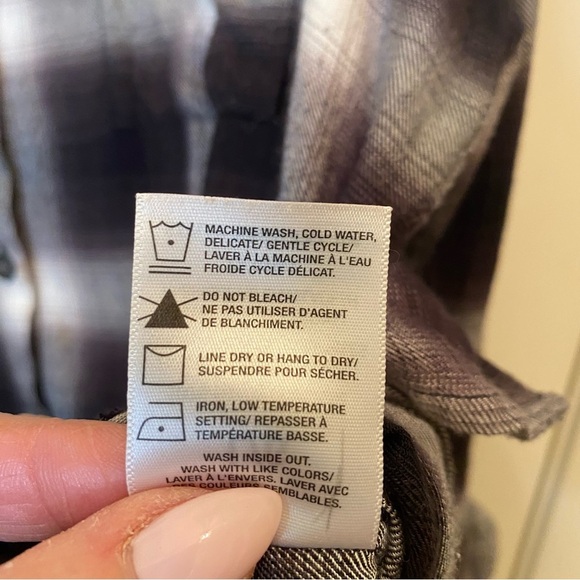 MACHINE WASH, COLD WATER,
DELICATE/ GENTLE CYCLE/
LAVER À LA MACHINE À L'EAU
FROIDE CYCLE DÉLICAT.
DO NOT BLEACH/
NE PAS UTILISER D'AGENT
DE BLANCHIMENT.
LINE DRY OR HANG TO DRY/
SUSPENDRE POUR SÉCHER.
IRON, LOW TEMPERATURE
SETTING/ REPASSER À
TEMPÉRATURE BASSE.
WASH INSIDE OUT.
WASH WITH LIKE COLORS/
LAVER À L'ENVERS. LAVER AVEC
DES COULEURS SEMBLABLES.